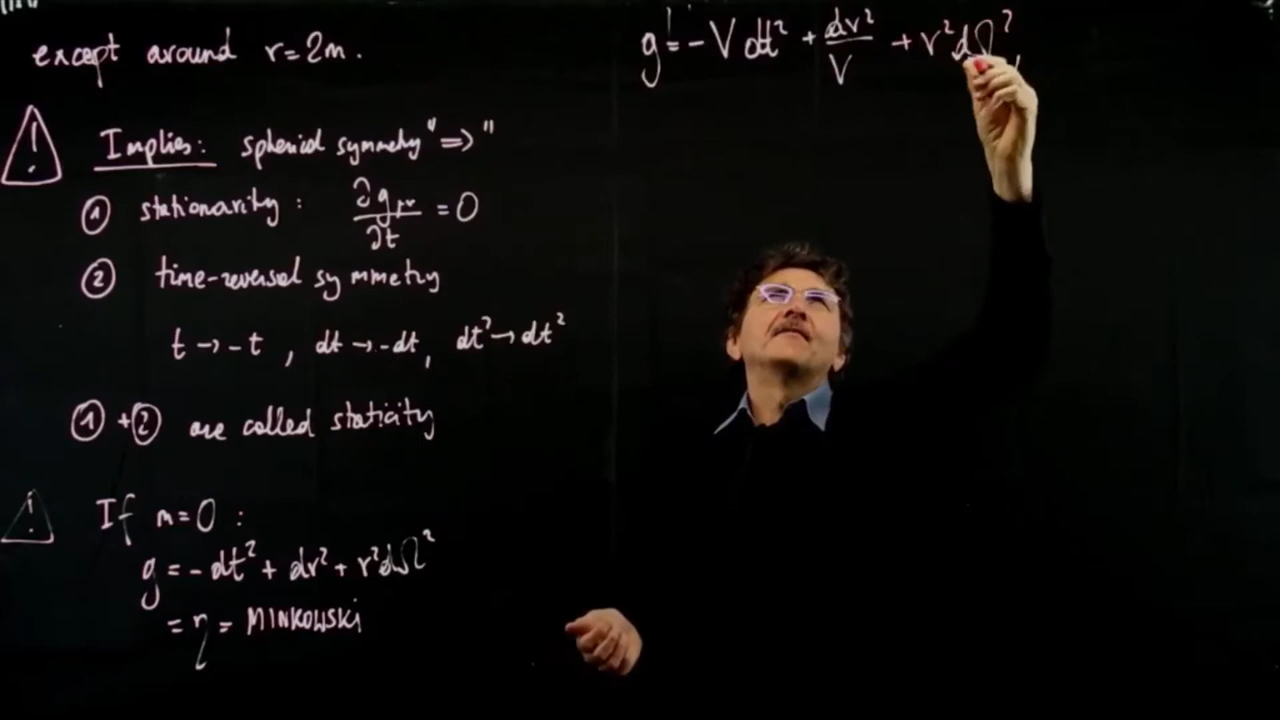 except around r = 2m.
! Implies: spherical symmetry "=>"
① stationarity: ∂g_μν/∂t = 0
② time-reversal symmetry
t → -t, dt → -dt, dt² → dt²
① + ② are called staticity
! If m = 0:
g = -dt² + dr² + r²dΩ²
= η = MINKOWSKI
g = -V dt² + dr²/V + r²dΩ²,